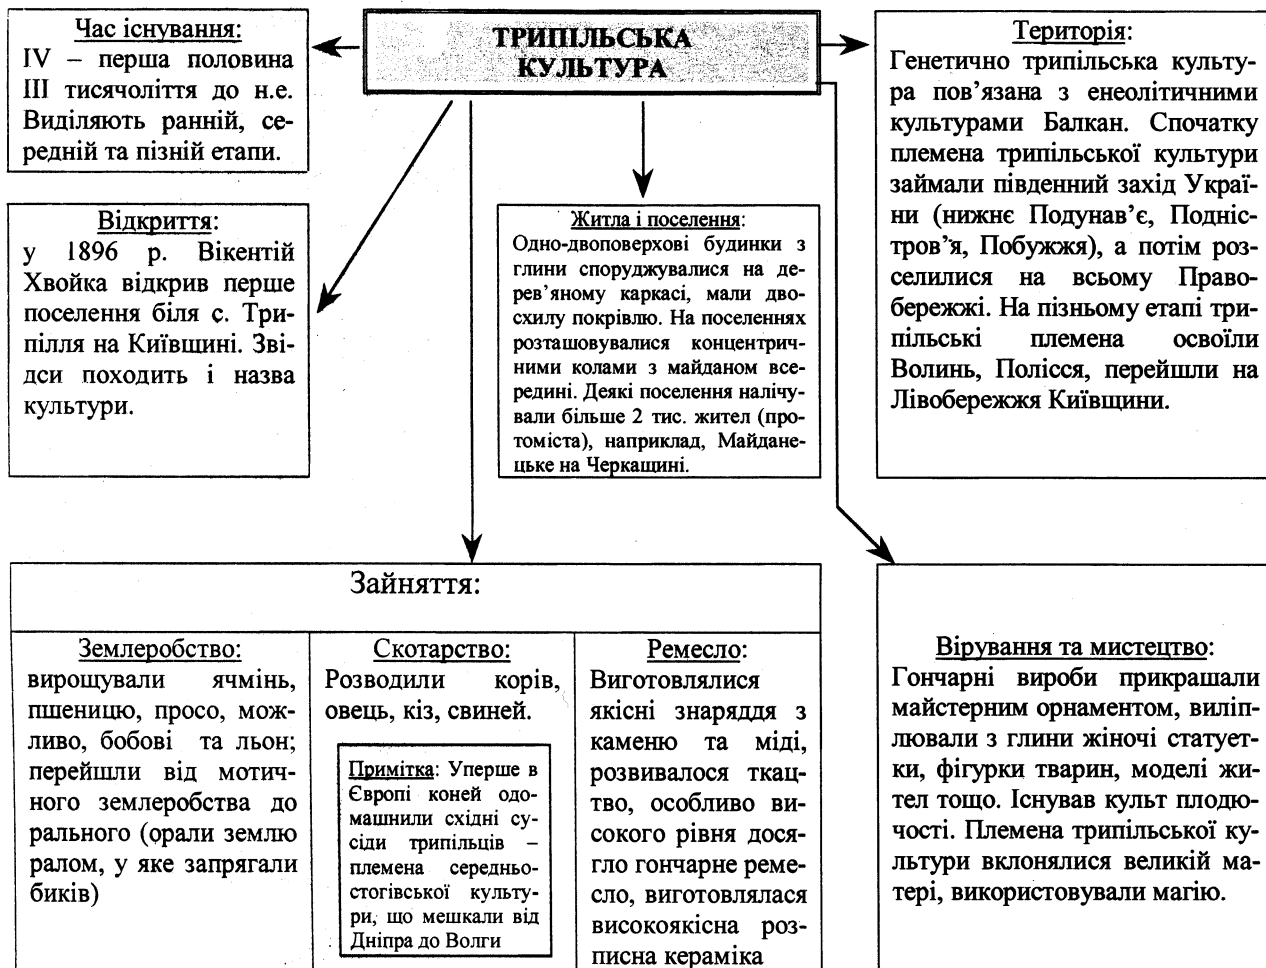 ТРИПІЛЬСЬКА
КУЛЬТУРА
Час існування:
IV – перша половина
III тисячоліття до н.е.
Виділяють ранній, се-
редній та пізній етапи.
Відкриття:
у 1896 р. Вікентій
Хвойка відкрив перше
поселення біля с. Три-
пілля на Київщині. Зві-
дси походить і назва
культури.
Житла і поселення:
Одно-двоповерхові будинки з
глини споруджувалися на де-
рев’яному каркасі, мали дво-
схилу покрівлю. На поселеннях
розташовувалися концентрич-
ними колами з майданом все-
редині. Деякі поселення налічу-
вали більше 2 тис. жител (про-
томіста), наприклад, Майдане-
цьке на Черкащині.
Територія:
Генетично трипільська культу-
ра пов’язана з енеолітичними
культурами Балкан. Спочатку
племена трипільської культури
займали південний захід Украї-
ни (нижнє Подунав’є, Подніс-
тров’я, Побужжя), а потім роз-
селилися на всьому Право-
бережжі. На пізньому етапі три-
пільські племена освоїли
Волинь, Полісся, перейшли на
Лівобережжя Київщини.
Зайняття:
Землеробство:
вирощували ячмінь,
пшеницю, просо, мож-
ливо, бобові та льон;
перейшли від мотич-
ного землеробства до
рального (орали землю
ралом, у яке запрягали
биків)
Скотарство:
Розводили корів,
овець, кіз, свиней.
Примітка: Уперше в
Європі коней одо-
машнили східні су-
сіди трипільців –
племена середньо-
стогівської культу-
ри, що мешкали від
Дніпра до Волги
Ремесло:
Виготовлялися
якісні знаряддя з
каменю та міді,
розвивалося ткац-
тво, особливо ви-
сокого рівня дося-
гло гончарне реме-
сло, виготовлялася
високоякісна роз-
писна кераміка
Вірування та мистецтво:
Гончарні вироби прикрашали
майстерним орнаментом, виліп-
лювали з глини жіночі статует-
ки, фігурки тварин, моделі жи-
тел тощо. Існував культ плодю-
чості. Племена трипільської ку-
льтури вклонялися великій ма-
тері, використовували магію.